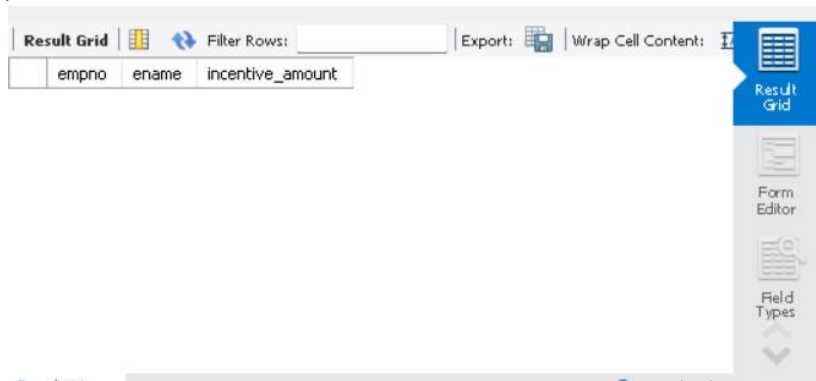 Result Grid Filter Rows: Export: Wrap Cell Content:
empno ename incentive_amount
Result
Grid
Form
Editor
Field
Types